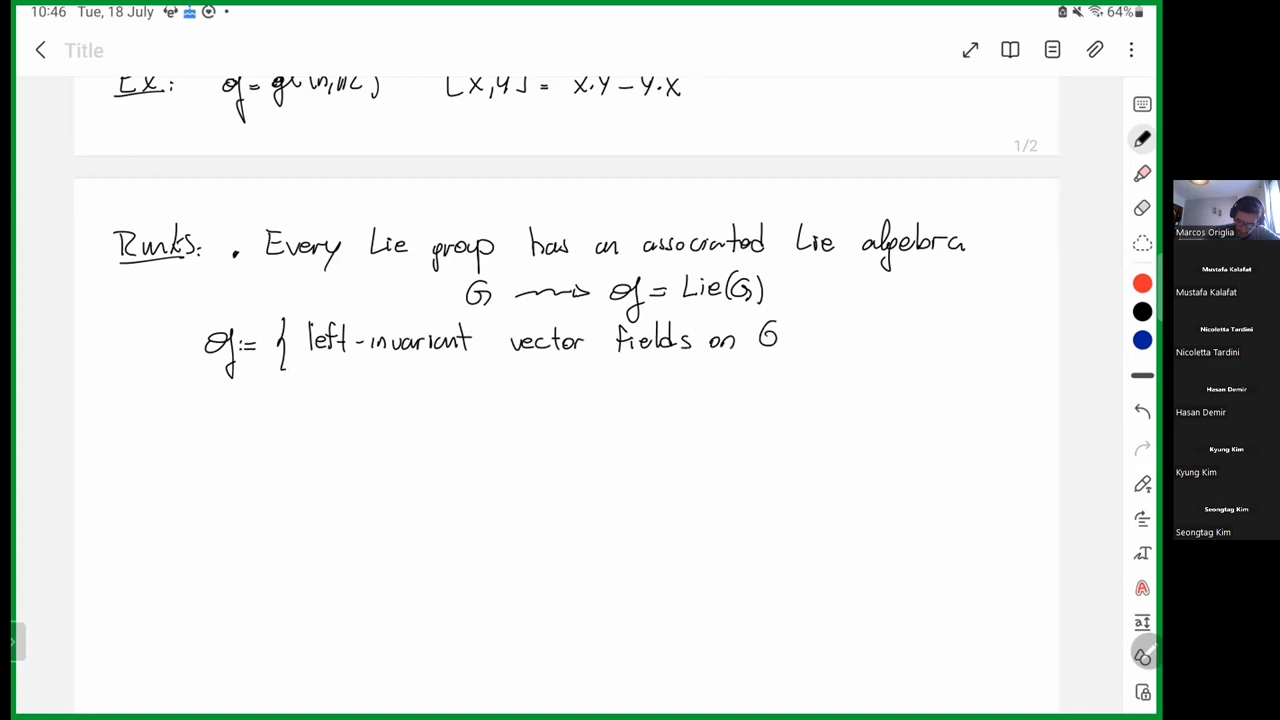 10:46 Tue, 18 July
64%
Title
Ex.: 𝔤 = gl(n,ℝ) [X,Y] = X·Y − Y·X
1/2
Rmks: . Every Lie group has an associated Lie algebra
G ⟿ 𝔤 = Lie(G)
𝔤 := { left-invariant vector fields on G
Marcos Origlia
Mustafa Kalafat
Mustafa Kalafat
Nicoletta Tardini
Nicoletta Tardini
Hasan Demir
Hasan Demir
Kyung Kim
Kyung Kim
Seongtag Kim
Seongtag Kim